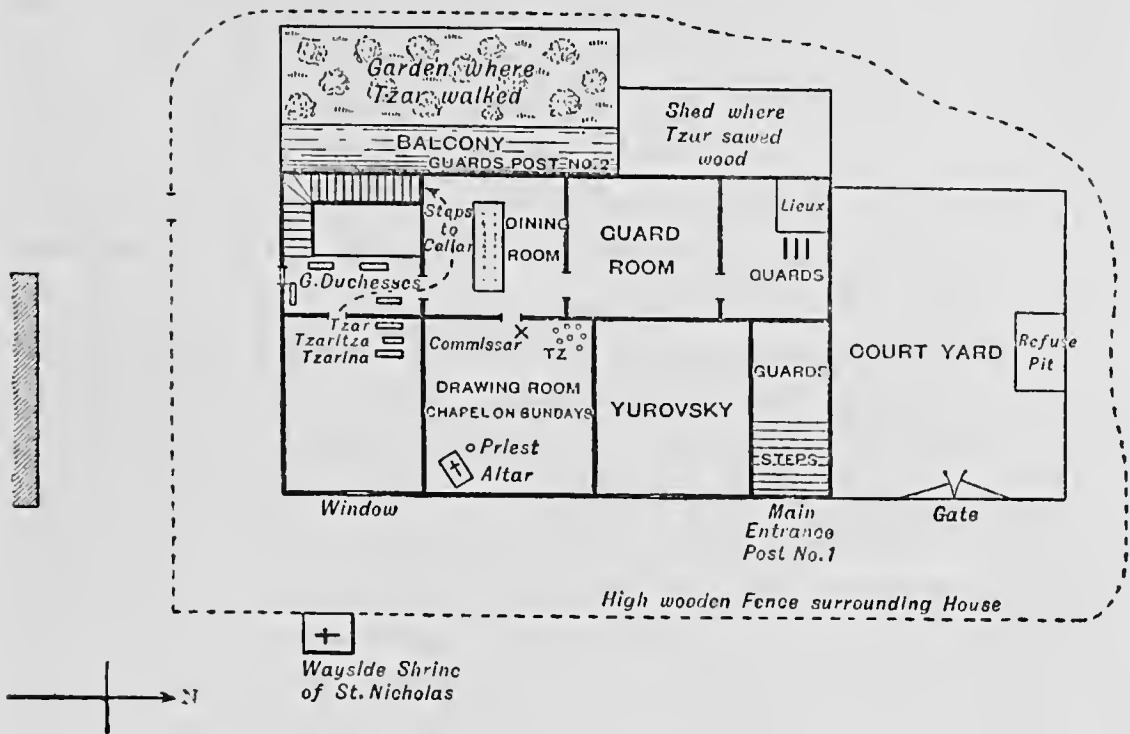 Garden where
Tzar walked
Shed where
Tzar sawed
wood
BALCONY
GUARDS POST NO. 2
Steps
to
Cellar
DINING
ROOM
GUARD
ROOM
Lieux
GUARDS
G. Duchesses
Tzar
Tzaritza
Tzarina
Commissar
TZ
DRAWING ROOM
CHAPEL ON SUNDAYS
Priest
Altar
YUROVSKY
GUARDS
STEPS
COURT YARD
Refuse
Pit
Window
Main
Entrance
Post No. 1
Gate
High wooden Fence surrounding House
Wayside Shrine
of St. Nicholas
N